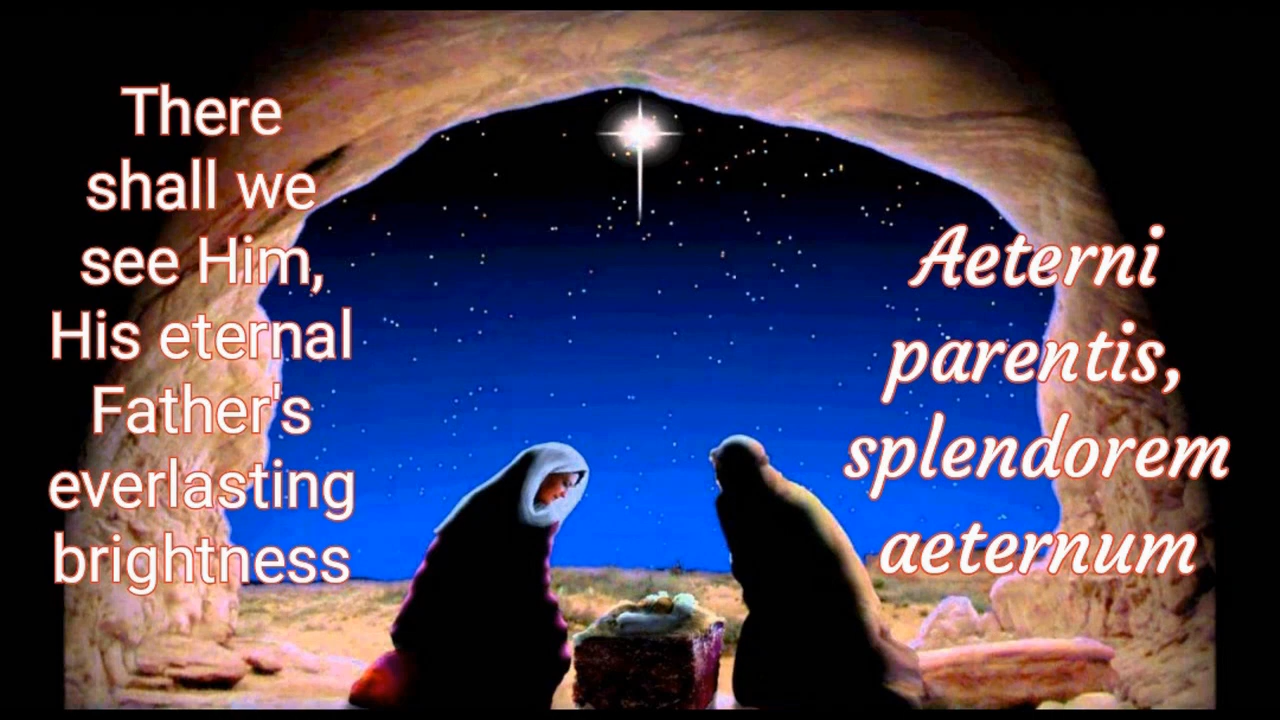 There
shall we
see Him,
His eternal
Father's
everlasting
brightness
Aeterni
parentis,
splendorem
aeternum